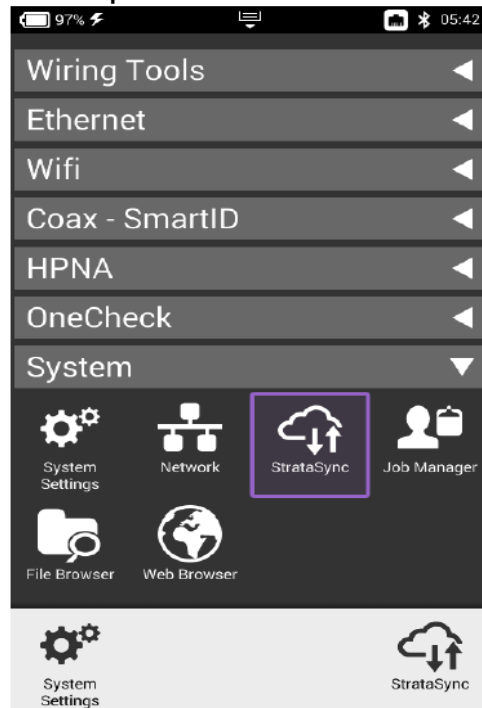 97% 05:42
Wiring Tools
Ethernet
Wifi
Coax - SmartID
HPNA
OneCheck
System
System Settings
Network
StrataSync
Job Manager
File Browser
Web Browser
System Settings
StrataSync